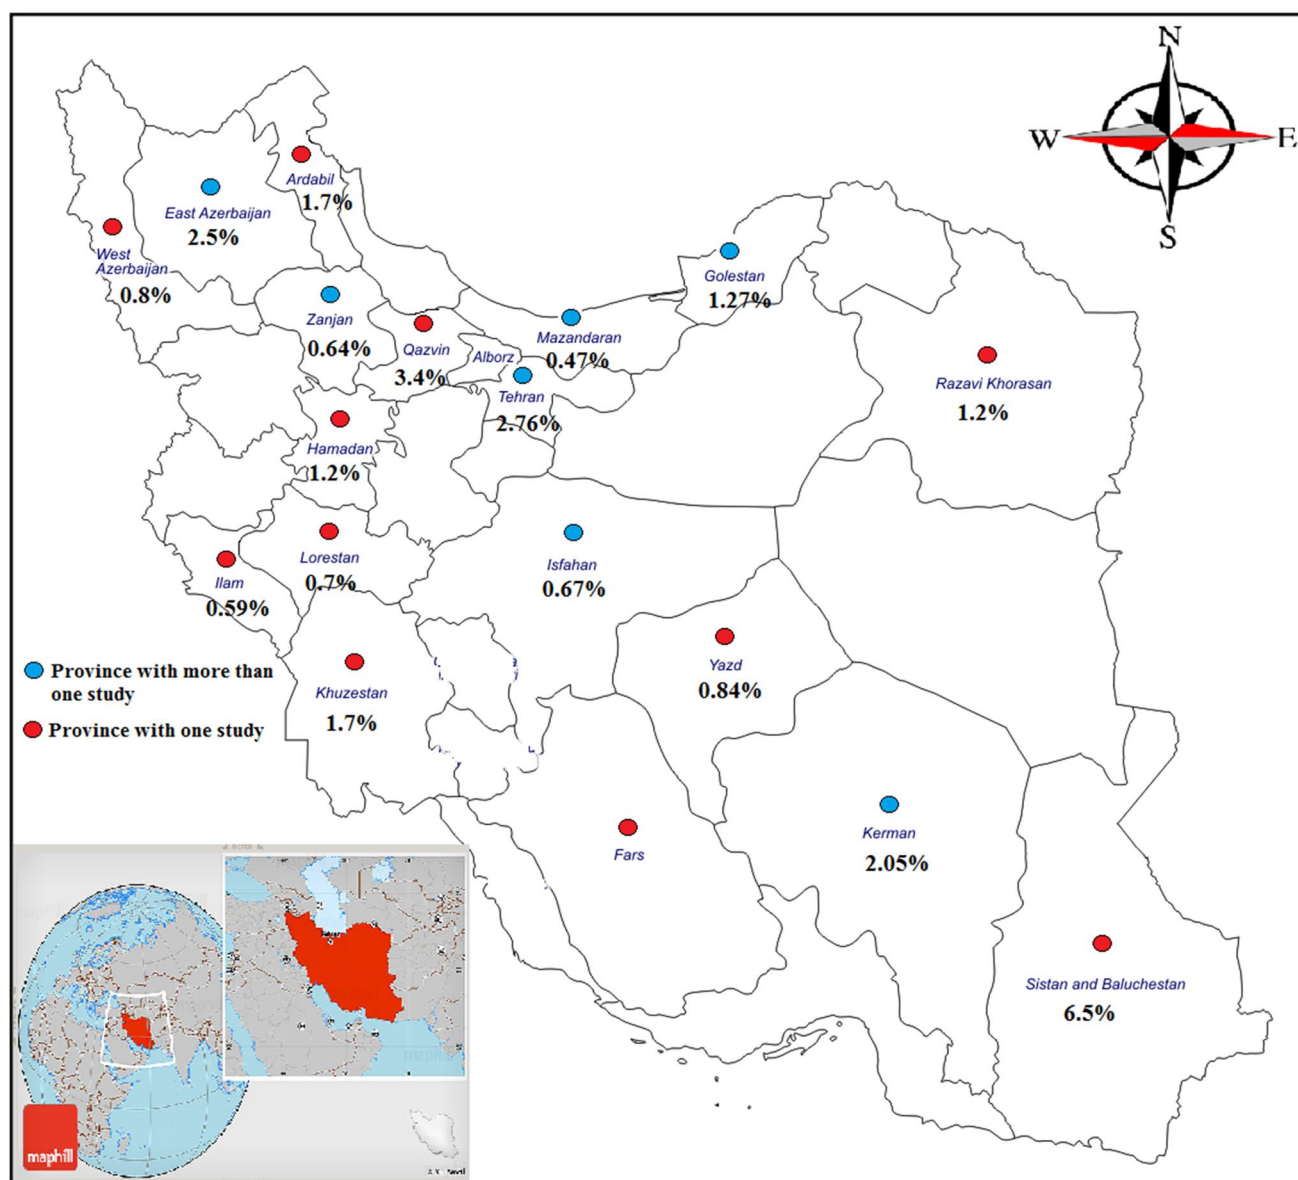 N
W
E
S
Ardabil
1.7%
East Azerbaijan
2.5%
West
Azerbaijan
0.8%
Golestan
1.27%
Zanjan
0.64%
Qazvin
3.4%
Alborz
Mazandaran
0.47%
Tehran
2.76%
Razavi Khorasan
1.2%
Hamadan
1.2%
Lorestan
0.7%
Ilam
0.59%
Isfahan
0.67%
Yazd
0.84%
Khuzestan
1.7%
Province with more than
one study
Province with one study
Fars
Kerman
2.05%
Sistan and Baluchestan
6.5%
maphill
maphill